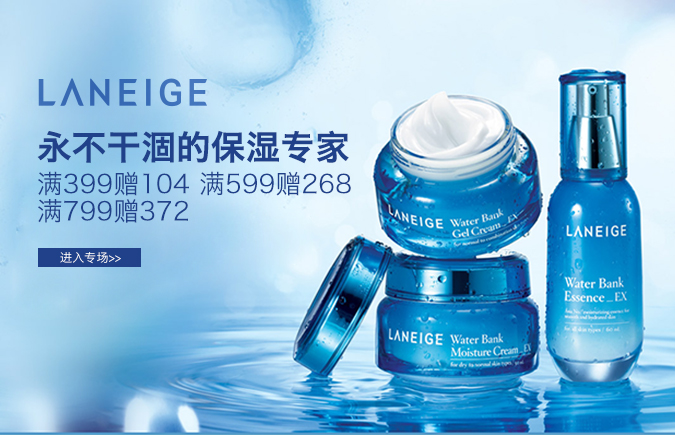 LANEIGE
永不干涸的保湿专家
满399赠104 满599赠268
满799赠372
进入专场>>
LANEIGE
Water Bank
Gel Cream_EX
LANEIGE
Water Bank
Moisture Cream_EX
LANEIGE
Water Bank
Essence_EX